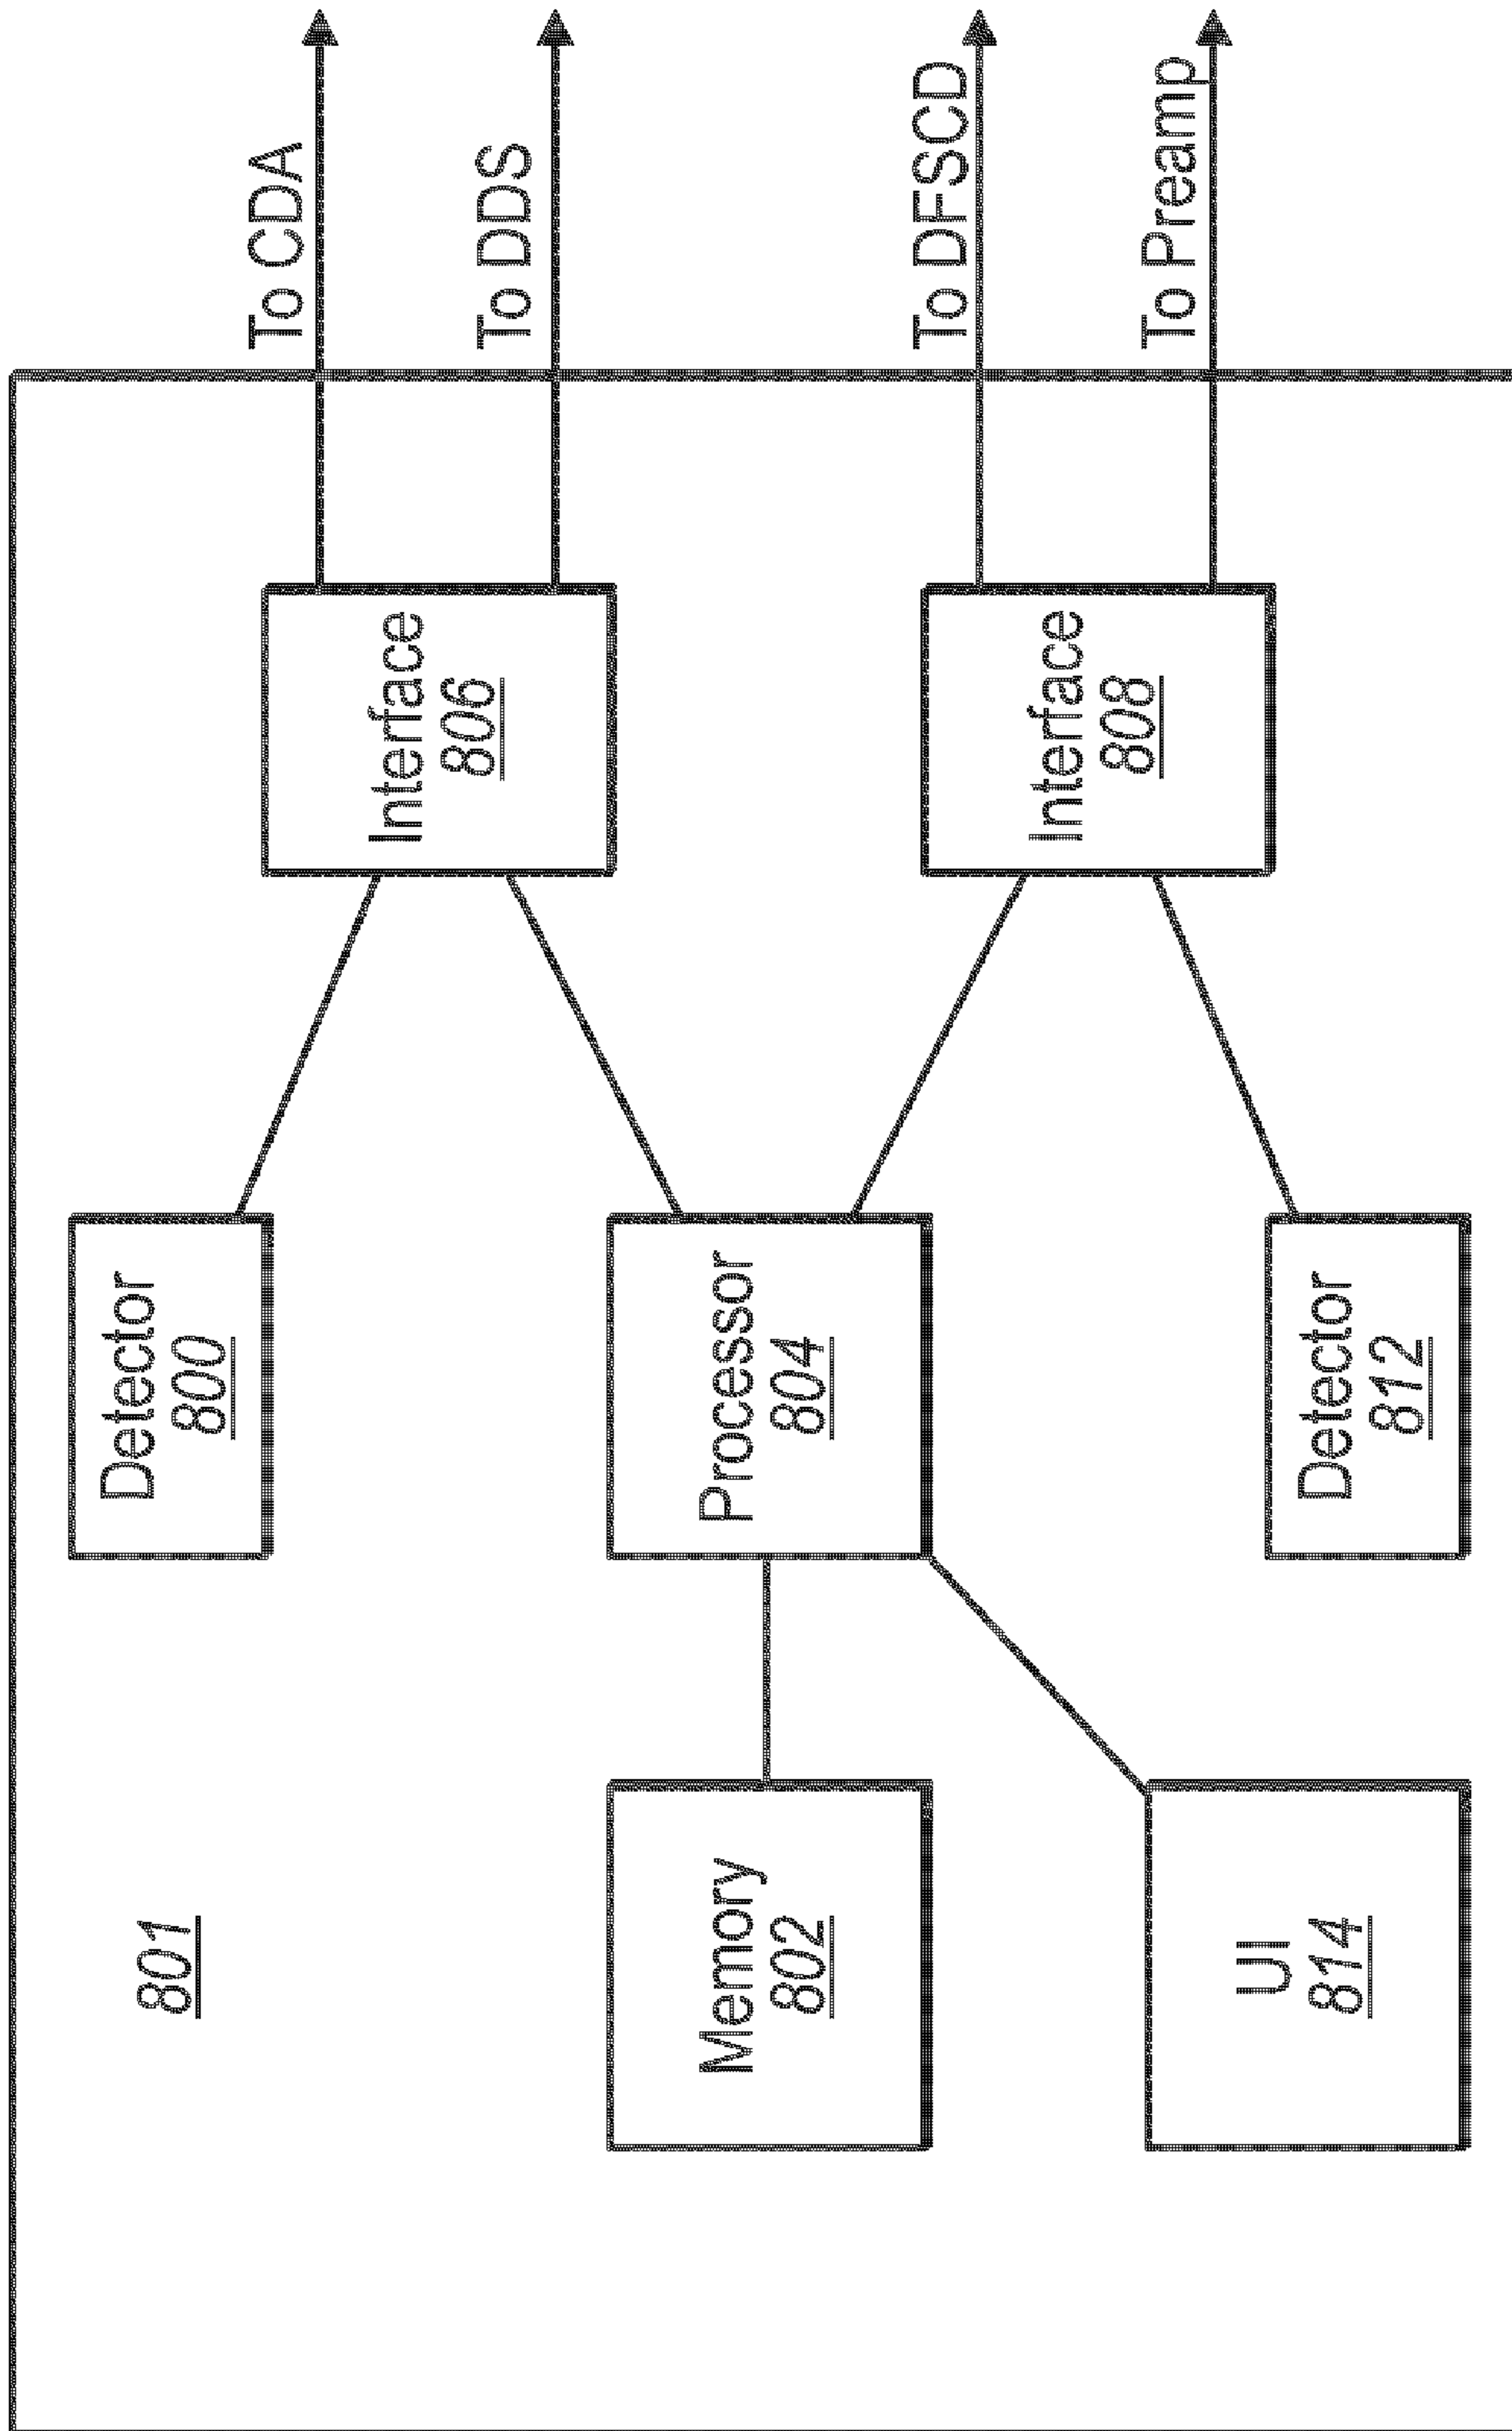 801
Memory
802
UI
814
Detector
800
Processor
804
Detector
812
Interface
806
Interface
808
To CDA
To DDS
To DFSCD
To Preamp